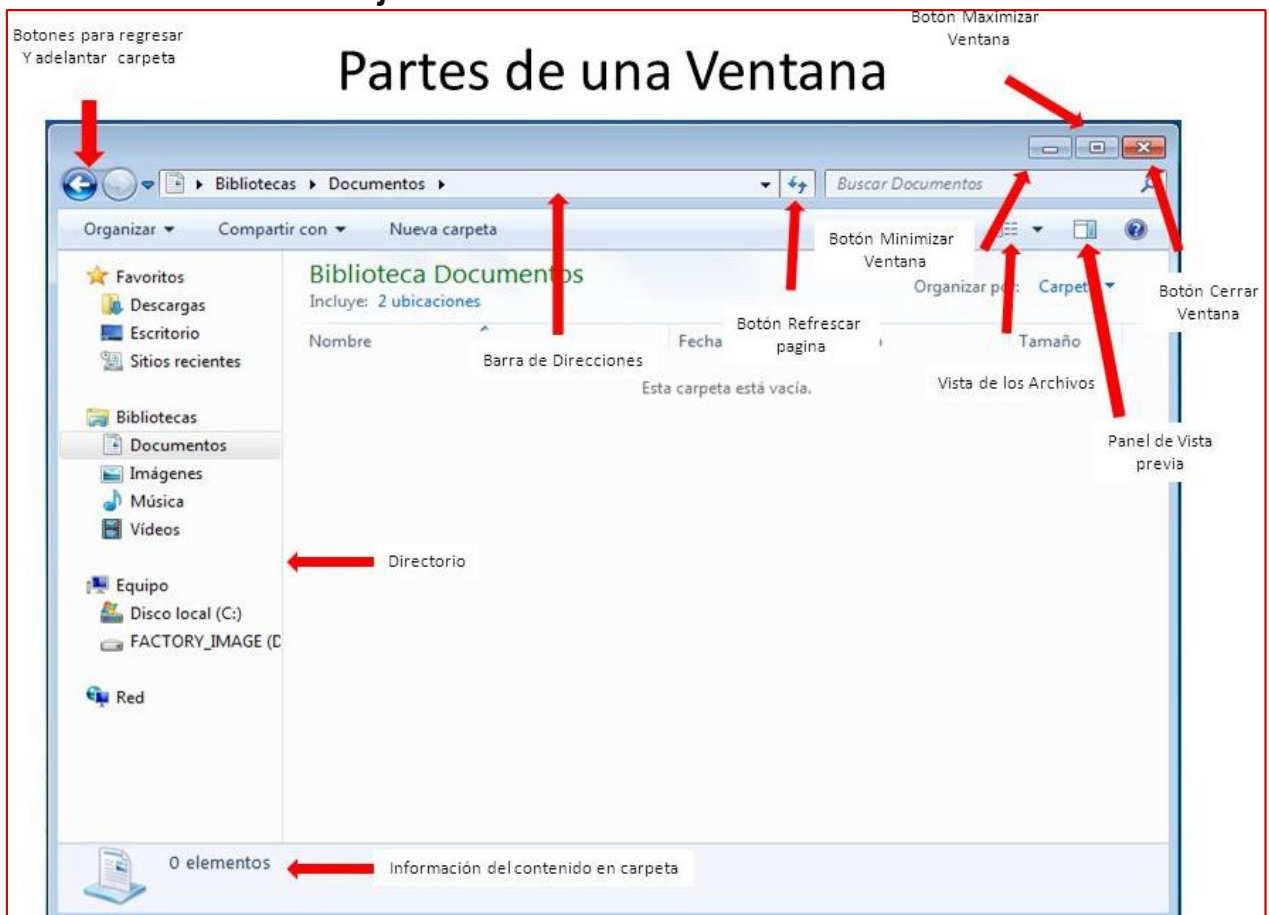 Botones para regresar
Y adelantar carpeta
Botón Maximizar
Ventana
Partes de una Ventana
Bibliotecas Documentos
Buscar Documentos
Organizar Compartir con Nueva carpeta
Botón Minimizar
Ventana
Favoritos
Descargas
Escritorio
Sitios recientes
Biblioteca Documentos
Incluye: 2 ubicaciones
Organizar por: Carpeta
Botón Cerrar
Ventana
Nombre
Fecha
Tamaño
Botón Refrescar
pagina
Barra de Direcciones
Esta carpeta está vacía.
Vista de los Archivos
Panel de Vista
previa
Bibliotecas
Documentos
Imágenes
Música
Vídeos
Directorio
Equipo
Disco local (C:)
FACTORY_IMAGE (D
Red
0 elementos
Información del contenido en carpeta